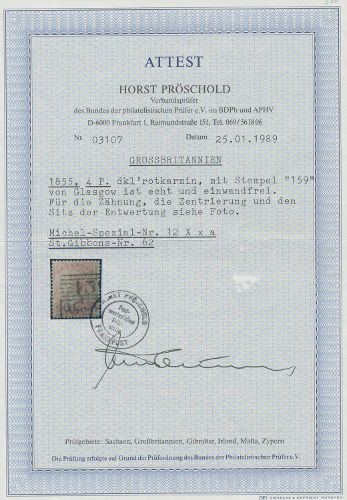 ATTEST
HORST PRÖSCHOLD
Verbandsprüfer
des Bundes der philatelistischen Prüfer e.V. im BDPh und APHV
D-6000 Frankfurt 1, Raimundstraße 151, Tel. 069/561806
Nr. 03107 Datum 25.01.1989
GROSSBRITANNIEN
1855, 4 P. dkl'rotkarmin, mit Stempel "159"
von Glasgow ist echt und einwandfrei.
Für die Zähnung, die Zentrierung und den
Sitz der Entwertung siehe Foto.
Michel-Spezial-Nr. 12 X x a
St.Gibbons-Nr. 62
HORST PRÖSCHOLD
FRANKFURT
Prüfgebiete: Sachsen, Großbritannien, Gibraltar, Irland, Malta, Zypern
Die Prüfung erfolgte auf Grund der Prüfordnung des Bundes der Philatelistischen Prüfer e.V.